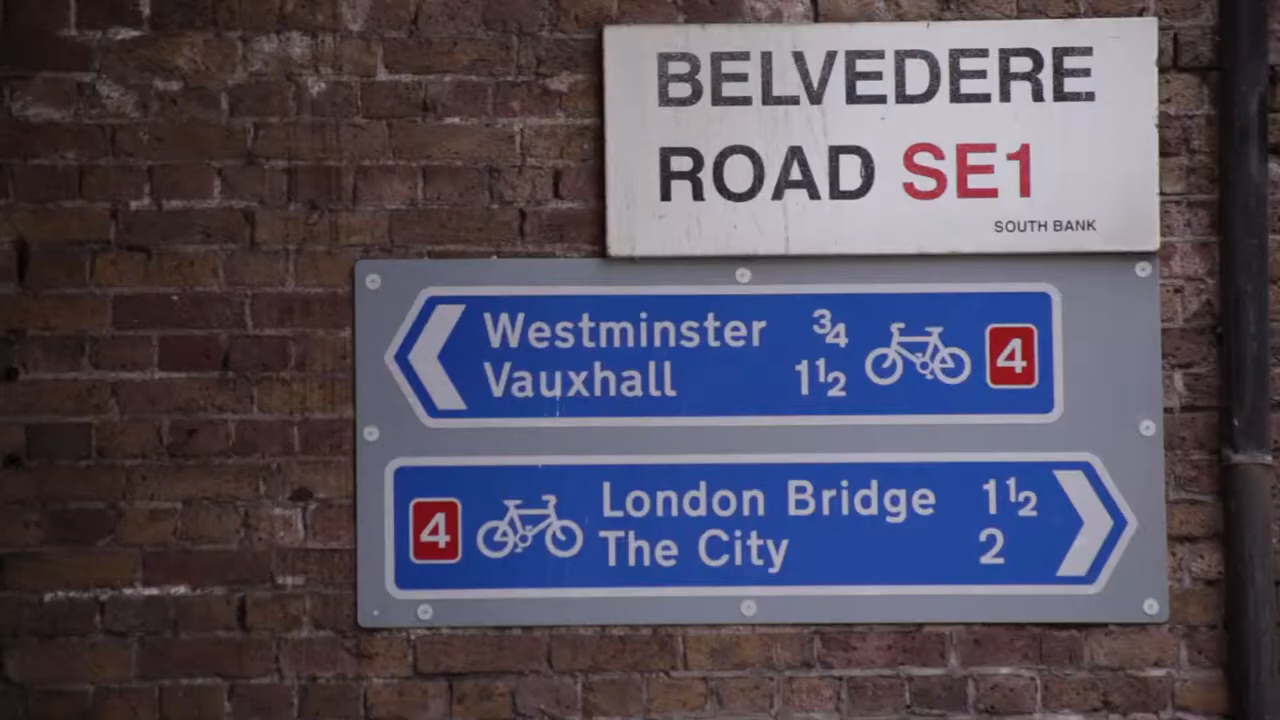 BELVEDERE
ROAD SE1
SOUTH BANK
Westminster ¾ 4
Vauxhall 1½
4 London Bridge 1½
The City 2